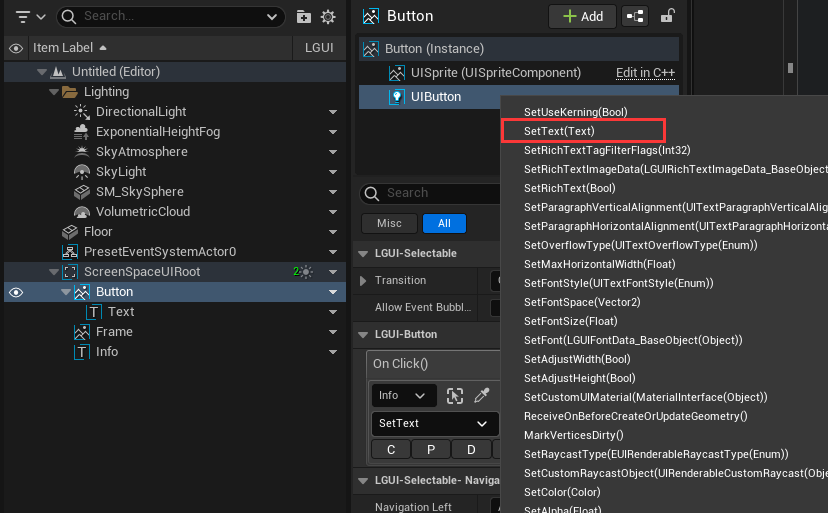 Search...
Item Label
LGUI
Untitled (Editor)
Lighting
DirectionalLight
ExponentialHeightFog
SkyAtmosphere
SkyLight
SM_SkySphere
VolumetricCloud
Floor
PresetEventSystemActor0
ScreenSpaceUIRoot
2
Button
Text
Frame
Info
Button
Add
Button (Instance)
UISprite (UISpriteComponent)
Edit in C++
UIButton
Search
Misc
All
LGUI-Selectable
Transition
Allow Event Bubbl...
LGUI-Button
On Click()
Info
SetText
C
P
D
LGUI-Selectable- Naviga
Navigation Left
SetUseKerning(Bool)
SetText(Text)
SetRichTextTagFilterFlags(Int32)
SetRichTextImageData(LGUIRichTextImageData_BaseObject
SetRichText(Bool)
SetParagraphVerticalAlignment(UITextParagraphVerticalAlig
SetParagraphHorizontalAlignment(UITextParagraphHorizonta
SetOverflowType(UITextOverflowType(Enum))
SetMaxHorizontalWidth(Float)
SetFontStyle(UITextFontStyle(Enum))
SetFontSpace(Vector2)
SetFontSize(Float)
SetFont(LGUIFontData_BaseObject(Object))
SetAdjustWidth(Bool)
SetAdjustHeight(Bool)
SetCustomUIMaterial(MaterialInterface(Object))
ReceiveOnBeforeCreateOrUpdateGeometry()
MarkVerticesDirty()
SetRaycastType(EUIRenderableRaycastType(Enum))
SetCustomRaycastObject(UIRenderableCustomRaycast(Obje
SetColor(Color)
SetAlpha(Float)